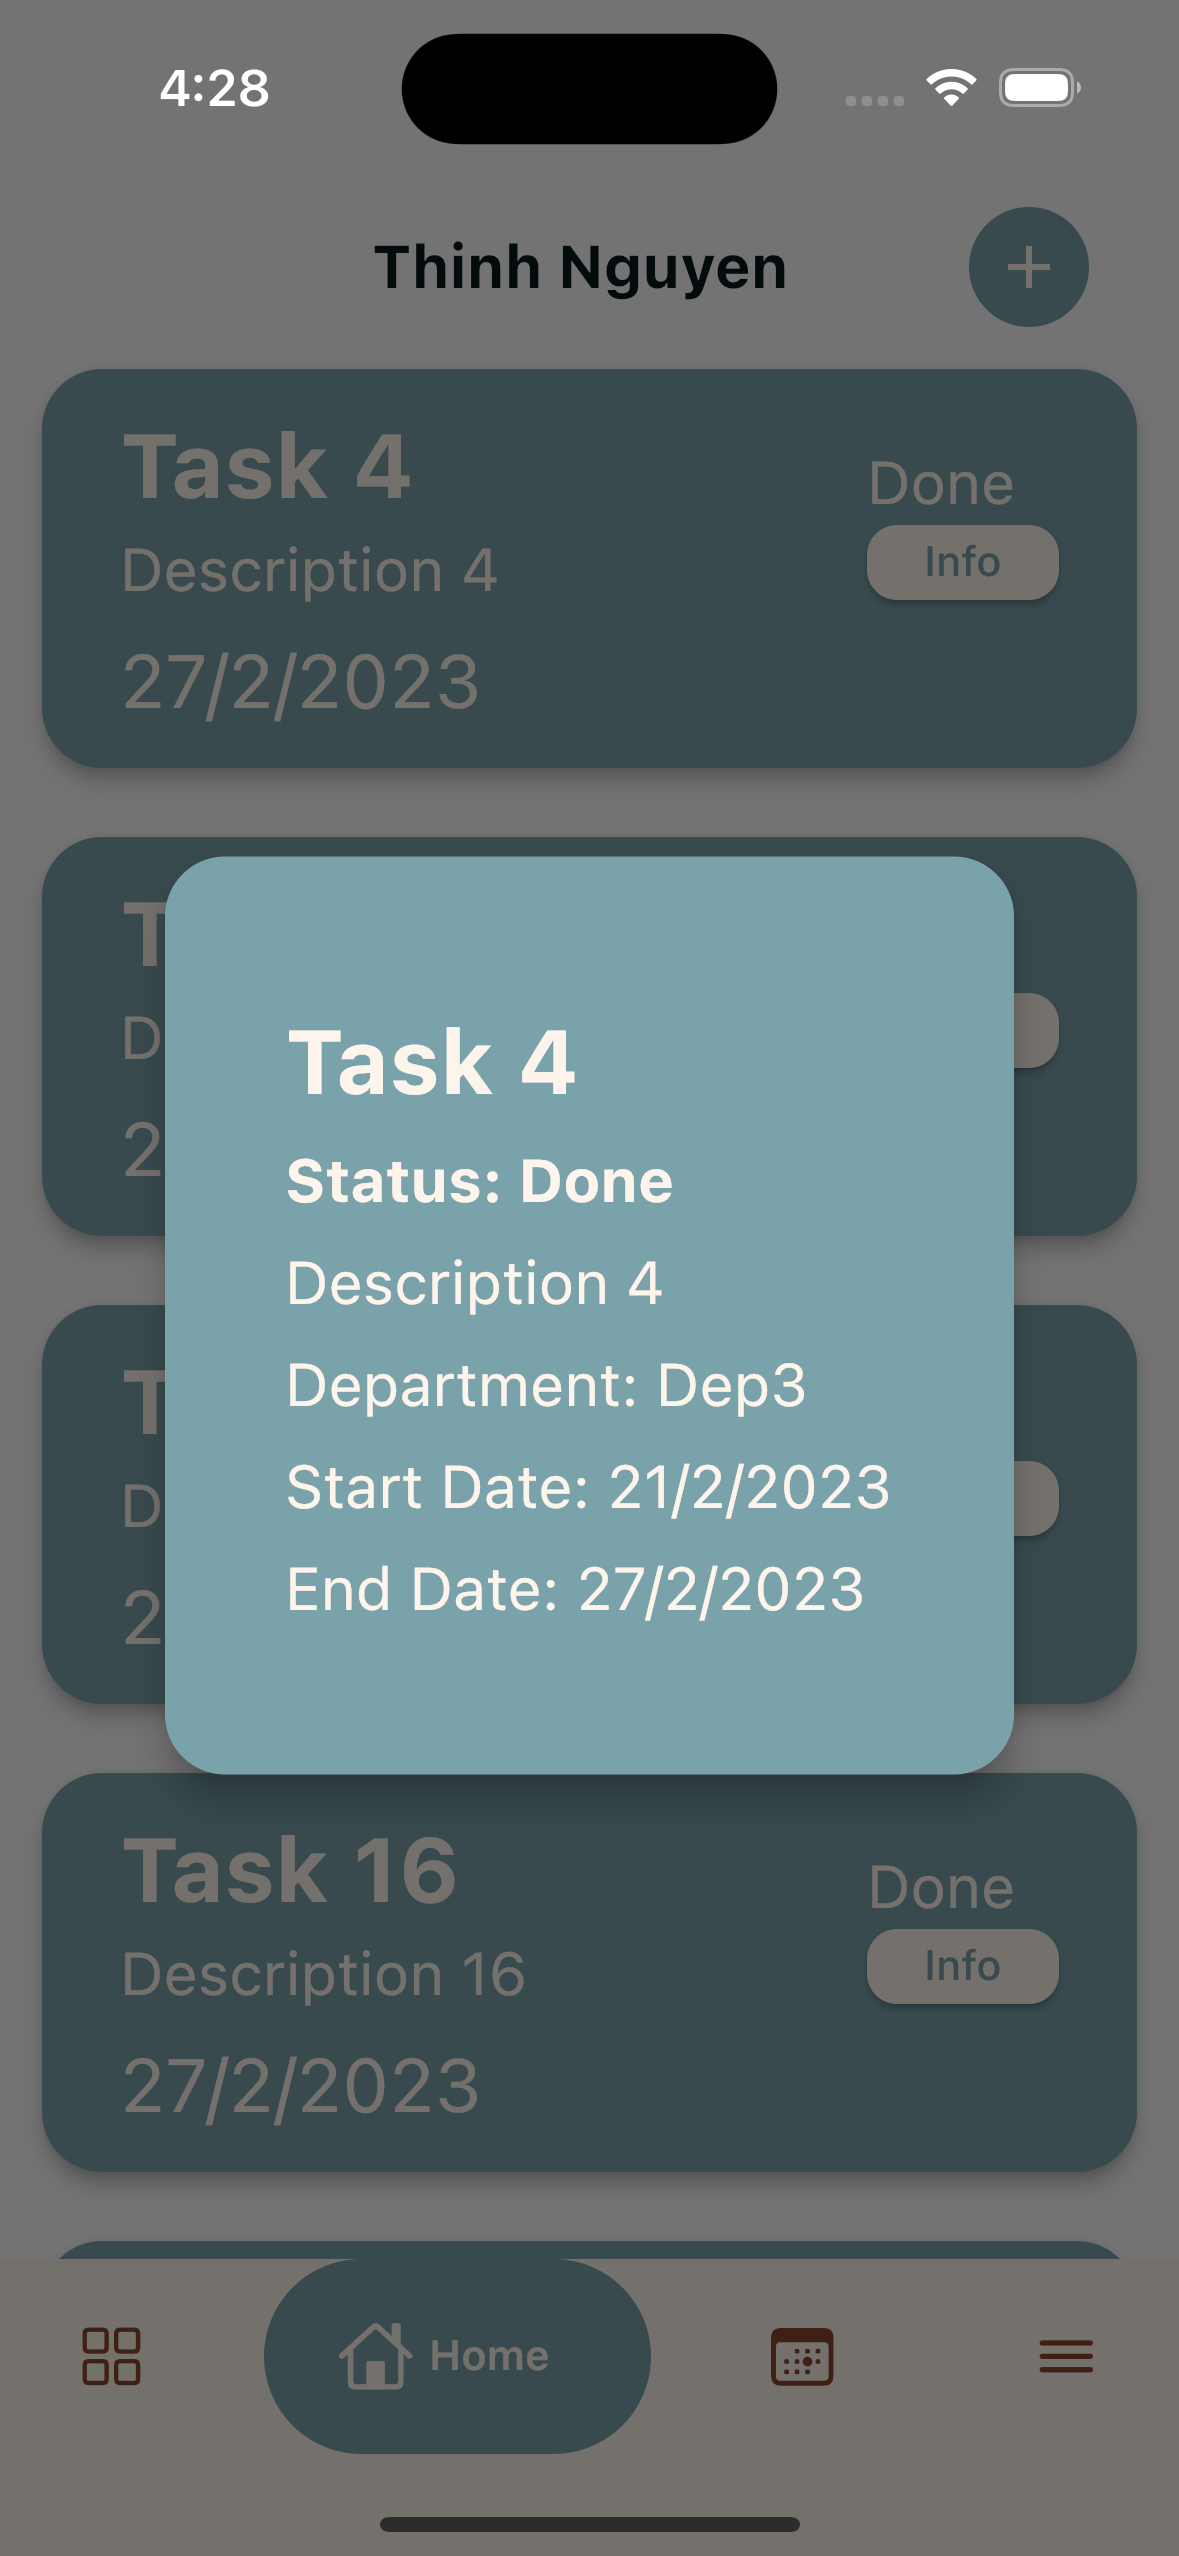 4:28
Thinh Nguyen
Task 4
Done
Description 4
Info
27/2/2023
Task 4
Status: Done
Description 4
Department: Dep3
Start Date: 21/2/2023
End Date: 27/2/2023
Task 16
Done
Description 16
Info
27/2/2023
Home